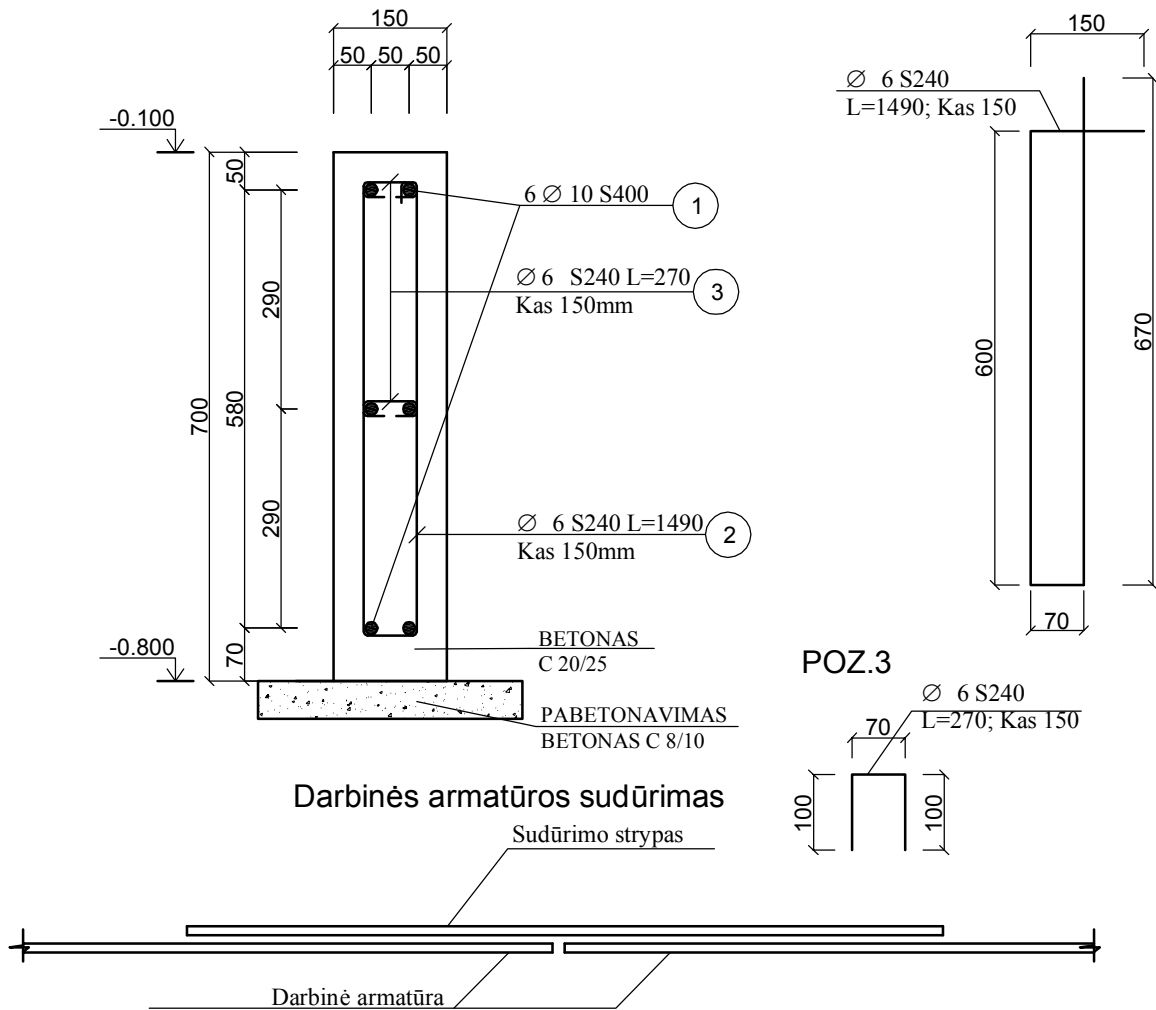 150
50 50 50
-0.100
50
290
580
700
290
70
-0.800
6 ∅ 10 S400
1
∅ 6 S240 L=270
Kas 150mm
3
∅ 6 S240 L=1490
Kas 150mm
2
BETONAS
C 20/25
PABETONAVIMAS
BETONAS C 8/10
150
∅ 6 S240
L=1490; Kas 150
600
670
70
POZ.3
∅ 6 S240
L=270; Kas 150
70
100
100
Darbinės armatūros sudūrimas
Sudūrimo strypas
Darbinė armatūra